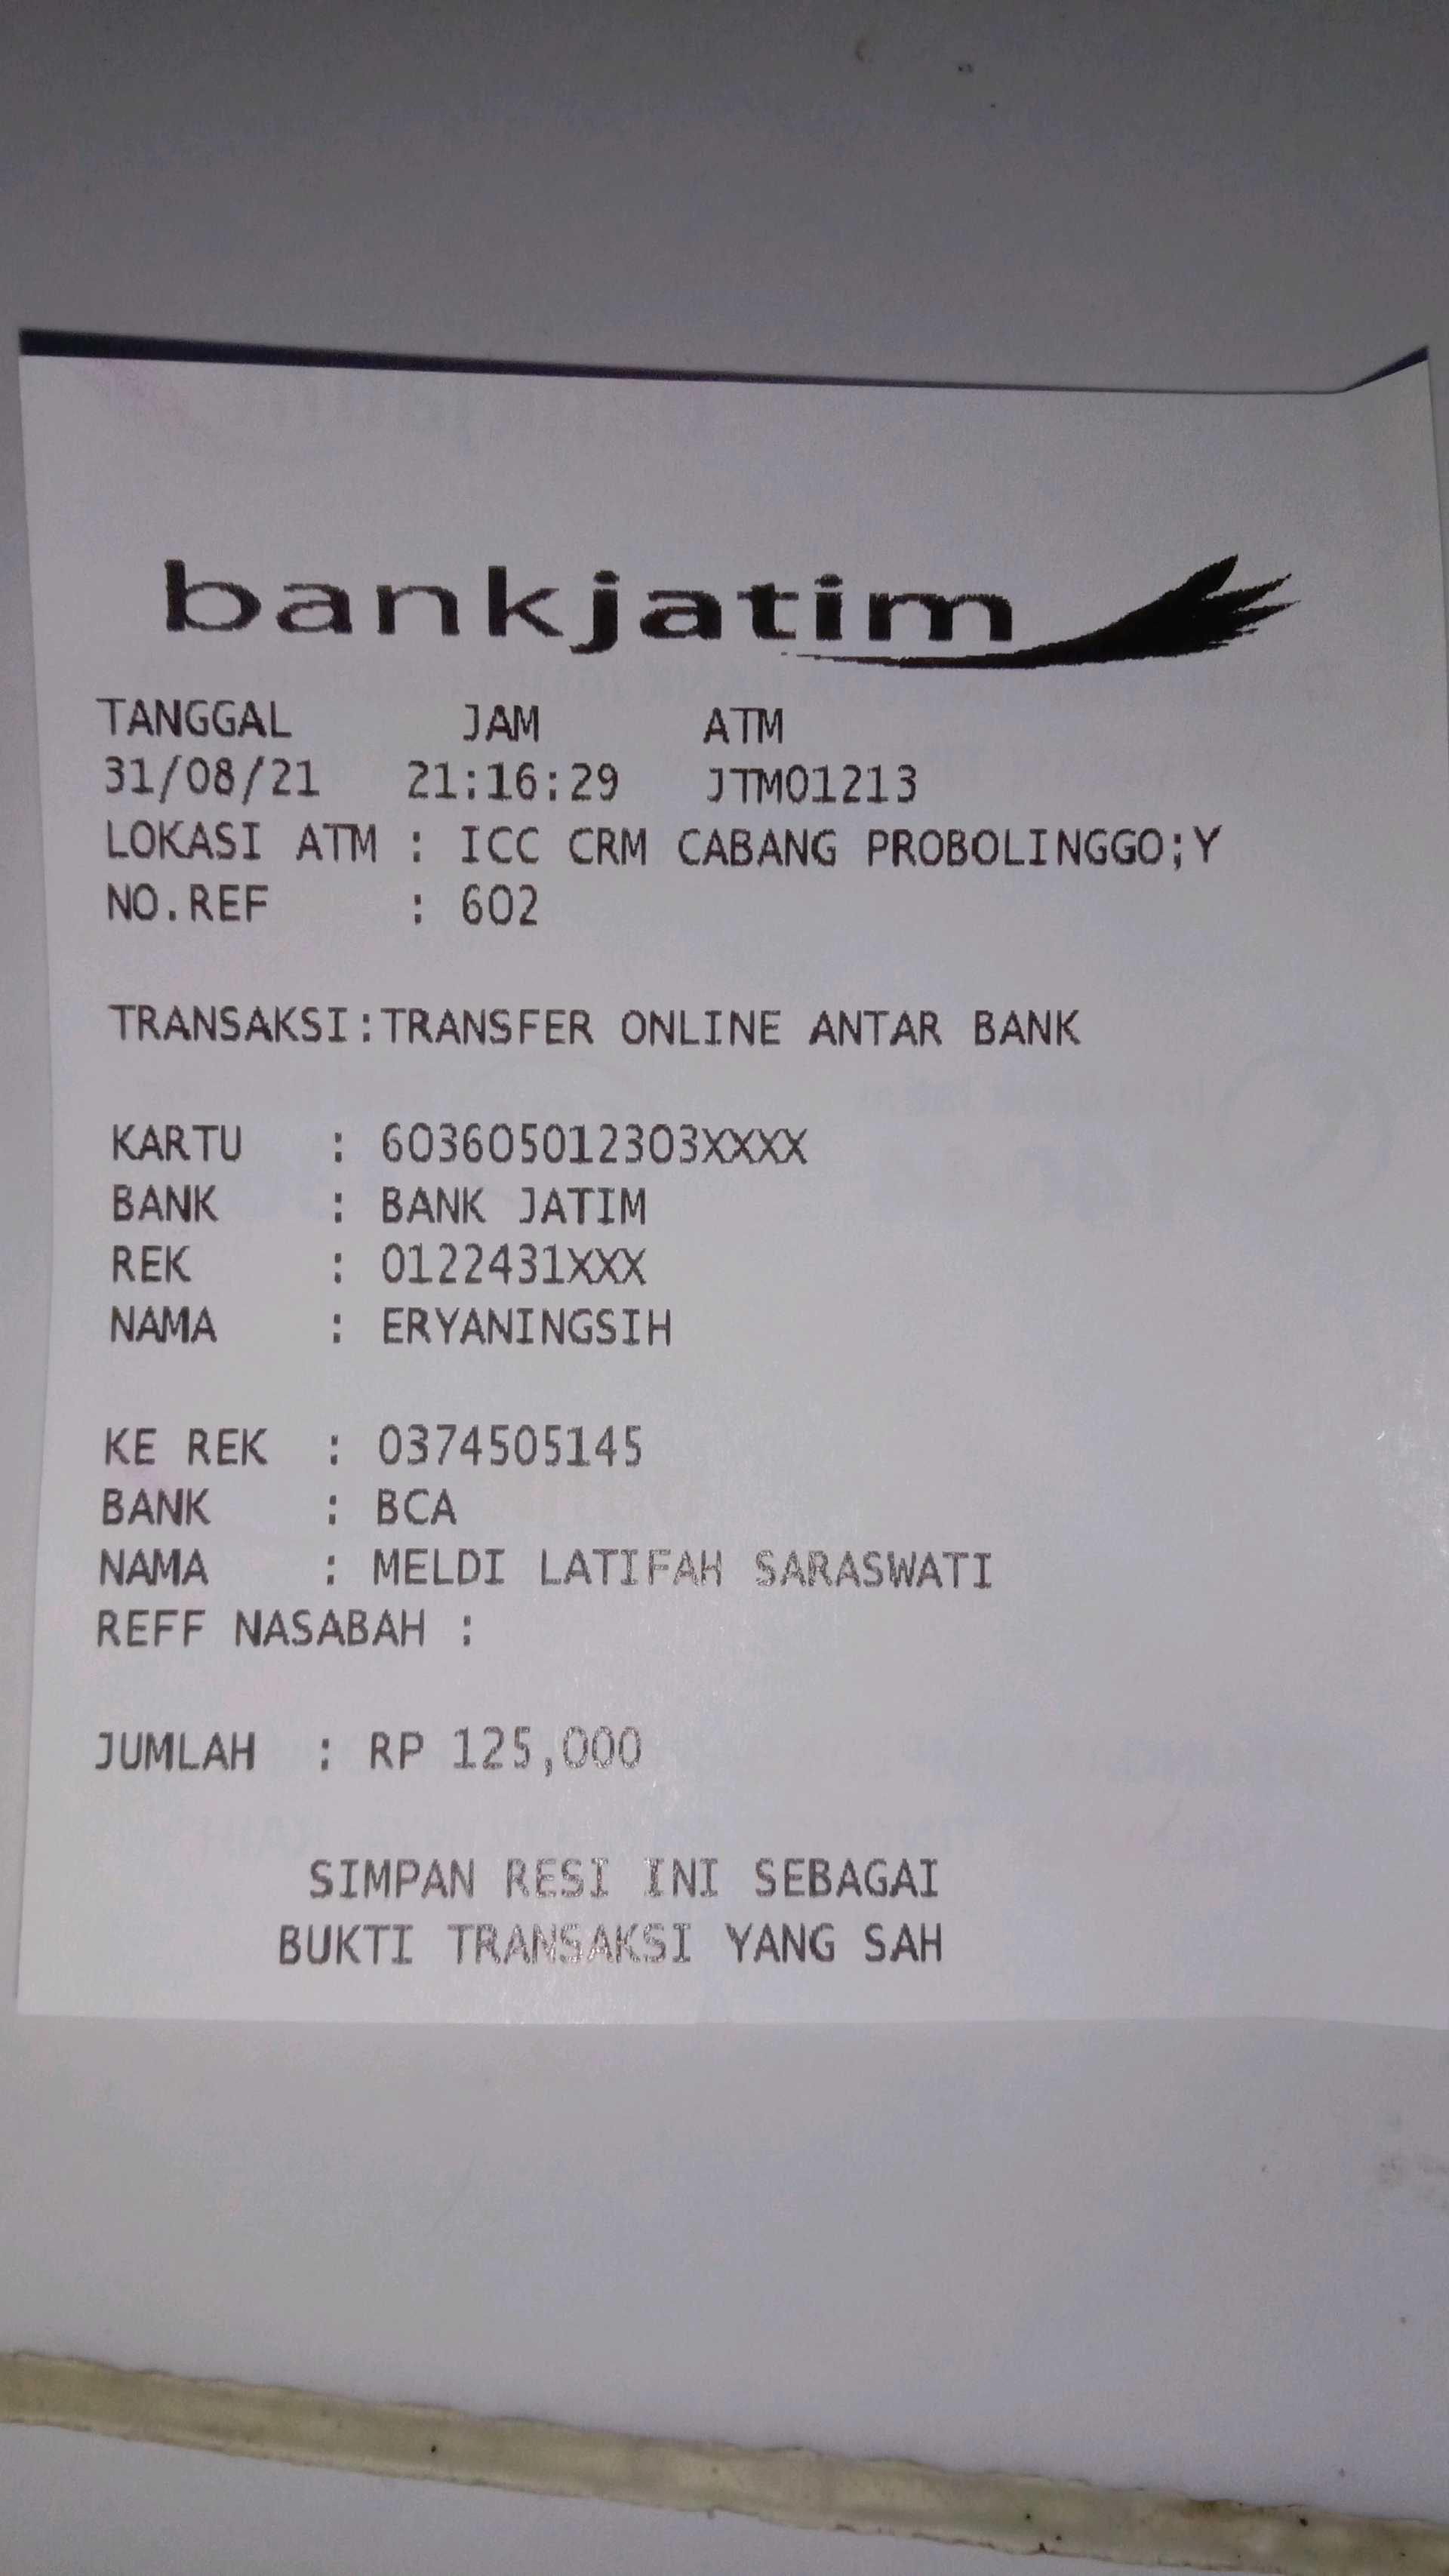 bankjatim
TANGGAL JAM ATM
31/08/21 21:16:29 JTM01213
LOKASI ATM : ICC CRM CABANG PROBOLINGGO;Y
NO.REF : 602
TRANSAKSI:TRANSFER ONLINE ANTAR BANK
KARTU : 603605012303XXXX
BANK : BANK JATIM
REK : 0122431XXX
NAMA : ERYANINGSIH
KE REK : 0374505145
BANK : BCA
NAMA : MELDI LATIFAH SARASWATI
REFF NASABAH :
JUMLAH : RP 125,000
SIMPAN RESI INI SEBAGAI
BUKTI TRANSAKSI YANG SAH